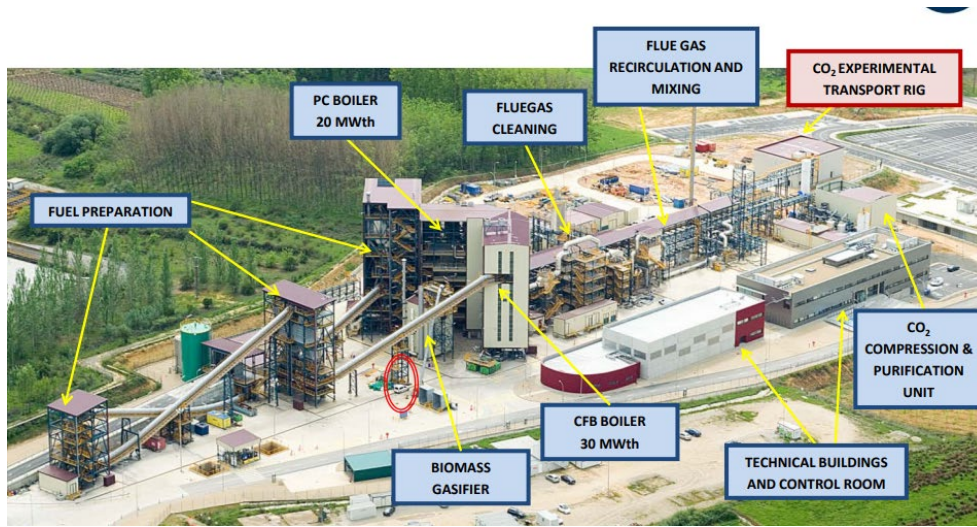 FLUE GAS
RECIRCULATION AND
MIXING
CO₂ EXPERIMENTAL
TRANSPORT RIG
PC BOILER
20 MWth
FLUEGAS
CLEANING
FUEL PREPARATION
CO₂
COMPRESSION &
PURIFICATION
UNIT
CFB BOILER
30 MWth
BIOMASS
GASIFIER
TECHNICAL BUILDINGS
AND CONTROL ROOM